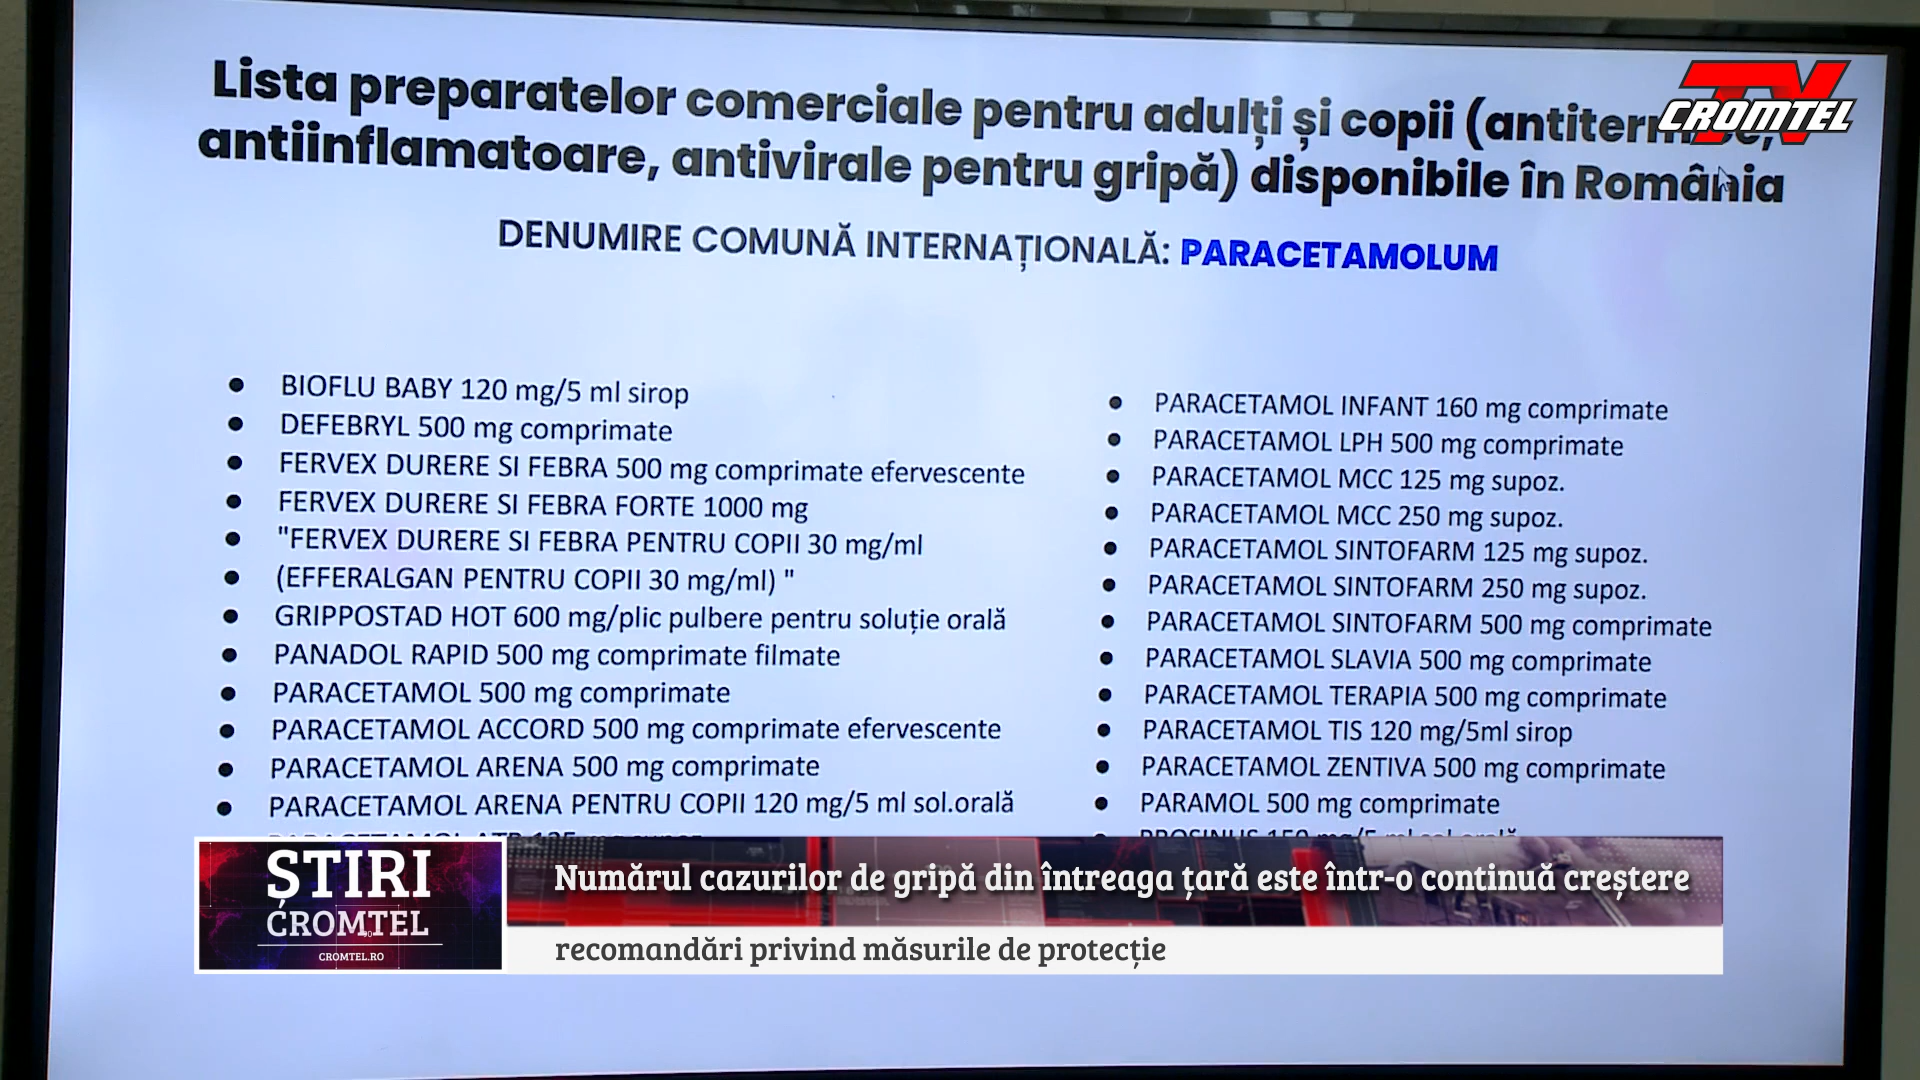 Lista preparatelor comerciale pentru adulți și copii
antiinflamatoare, antivirale pentru gripă) disponibile în România
TV
CROMTEL
DENUMIRE COMUNĂ INTERNAȚIONALĂ: PARACETAMOLUM
• BIOFLU BABY 120 mg/5 ml sirop
• DEFEBRYL 500 mg comprimate
• FERVEX DURERE SI FEBRA 500 mg comprimate efervescente
• FERVEX DURERE SI FEBRA FORTE 1000 mg
• "FERVEX DURERE SI FEBRA PENTRU COPII 30 mg/ml
• (EFFERALGAN PENTRU COPII 30 mg/ml) "
• GRIPPOSTAD HOT 600 mg/plic pulbere pentru soluție orală
• PANADOL RAPID 500 mg comprimate filmate
• PARACETAMOL 500 mg comprimate
• PARACETAMOL ACCORD 500 mg comprimate efervescente
• PARACETAMOL ARENA 500 mg comprimate
• PARACETAMOL ARENA PENTRU COPII 120 mg/5 ml sol.orală
• PARACETAMOL INFANT 160 mg comprimate
• PARACETAMOL LPH 500 mg comprimate
• PARACETAMOL MCC 125 mg supoz.
• PARACETAMOL MCC 250 mg supoz.
• PARACETAMOL SINTOFARM 125 mg supoz.
• PARACETAMOL SINTOFARM 250 mg supoz.
• PARACETAMOL SINTOFARM 500 mg comprimate
• PARACETAMOL SLAVIA 500 mg comprimate
• PARACETAMOL TERAPIA 500 mg comprimate
• PARACETAMOL TIS 120 mg/5ml sirop
• PARACETAMOL ZENTIVA 500 mg comprimate
• PARAMOL 500 mg comprimate
ȘTIRI
CROMTEL
CROMTEL.RO
Numărul cazurilor de gripă din întreaga țară este într-o continuă creștere
recomandări privind măsurile de protecție